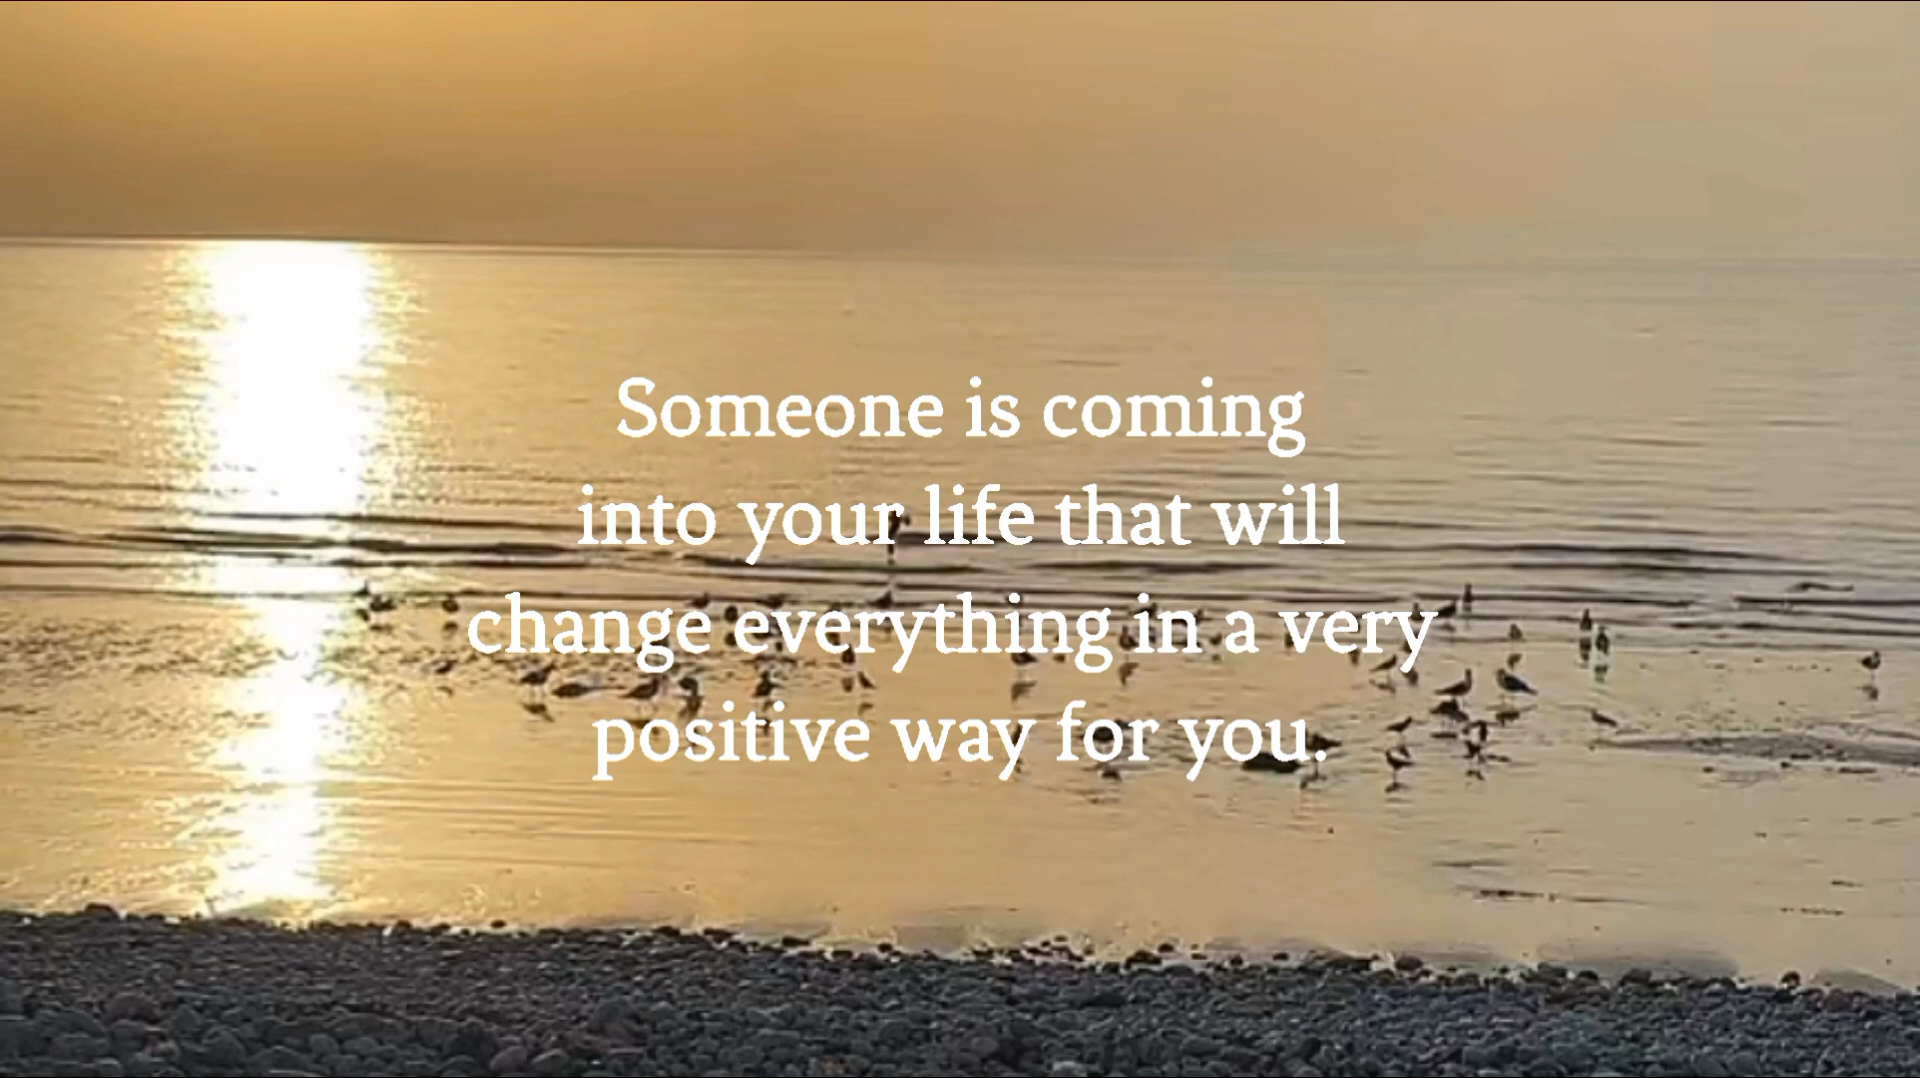 Someone is coming
into your life that will
change everything in a very
positive way for you.